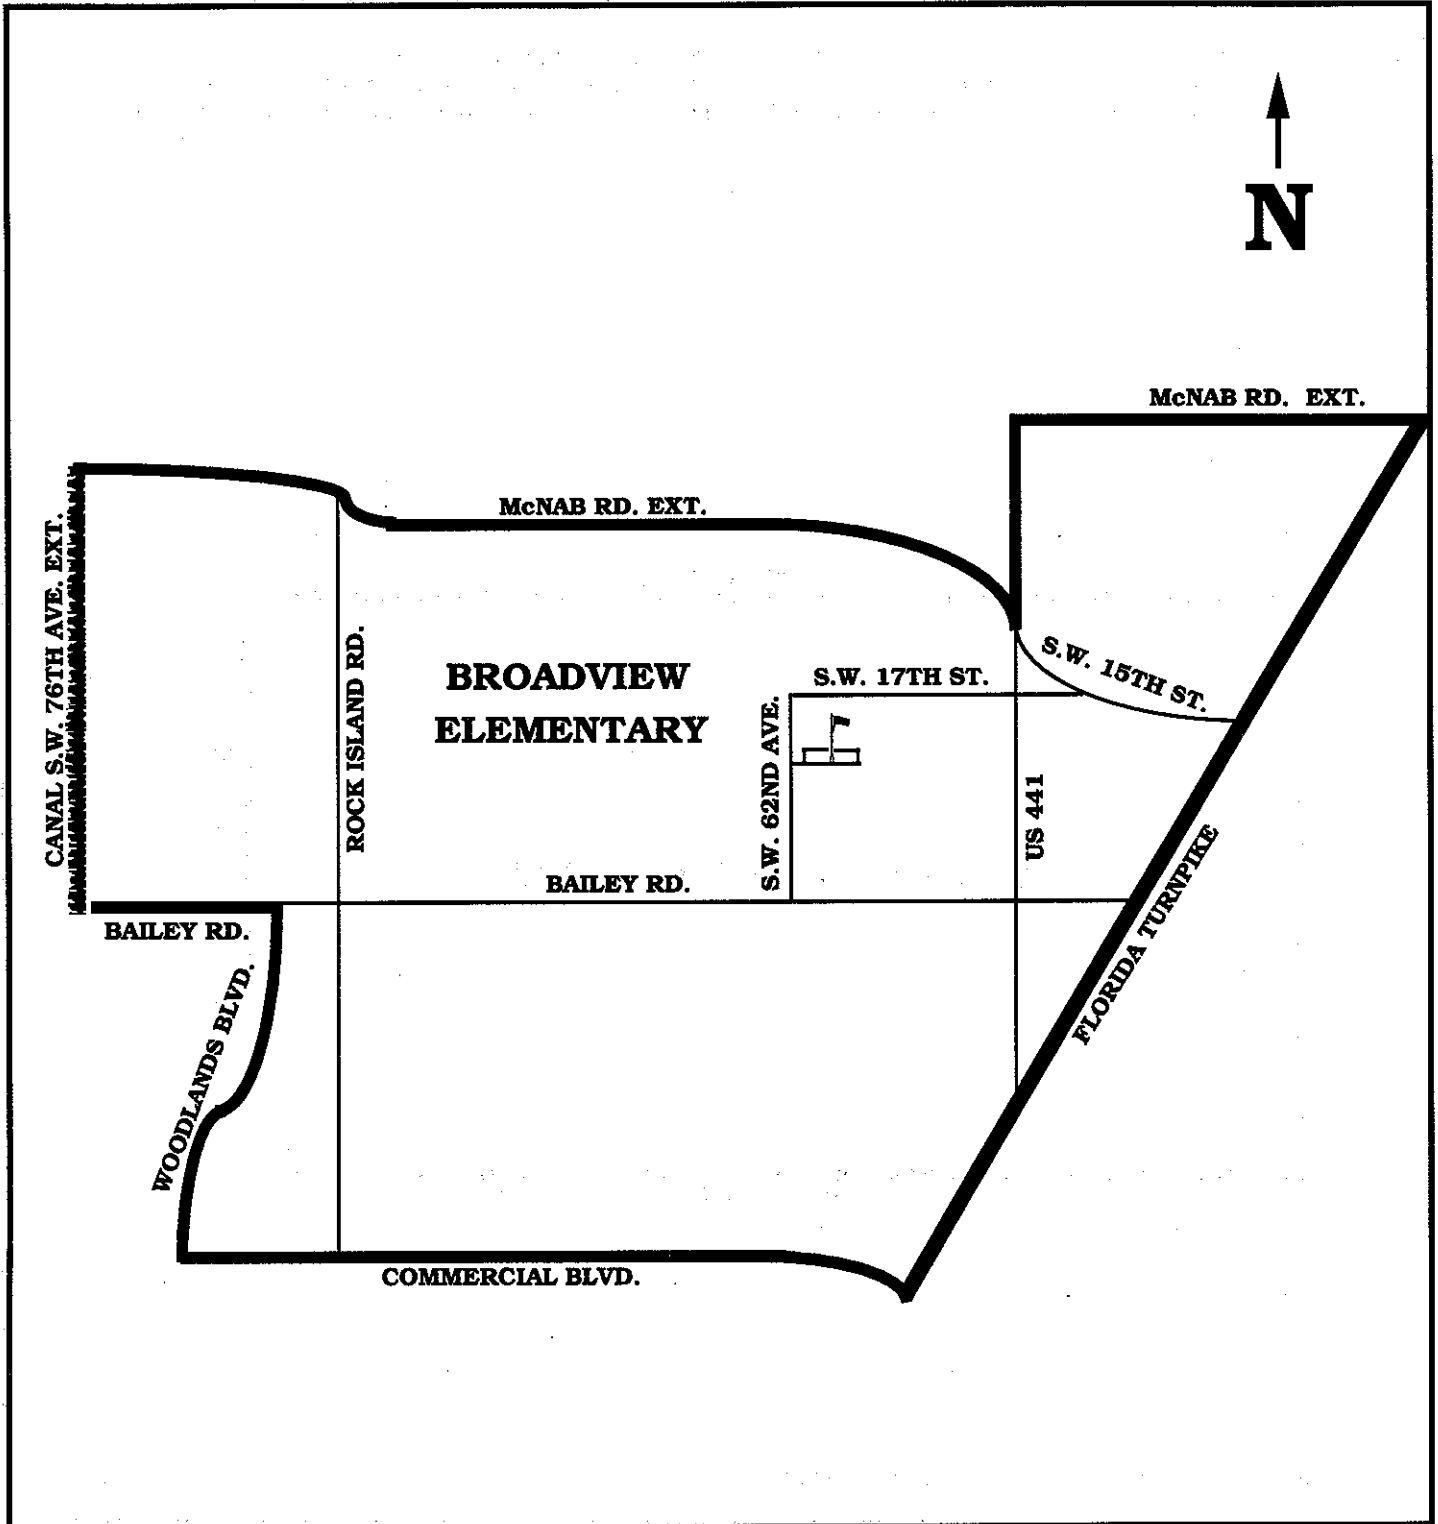 N
McNAB RD. EXT.
McNAB RD. EXT.
CANAL S.W. 76TH AVE. EXT.
ROCK ISLAND RD.
BROADVIEW
ELEMENTARY
S.W. 17TH ST.
S.W. 15TH ST.
S.W. 62ND AVE.
US 441
BAILEY RD.
BAILEY RD.
FLORIDA TURNPIKE
WOODLANDS BLVD.
COMMERCIAL BLVD.